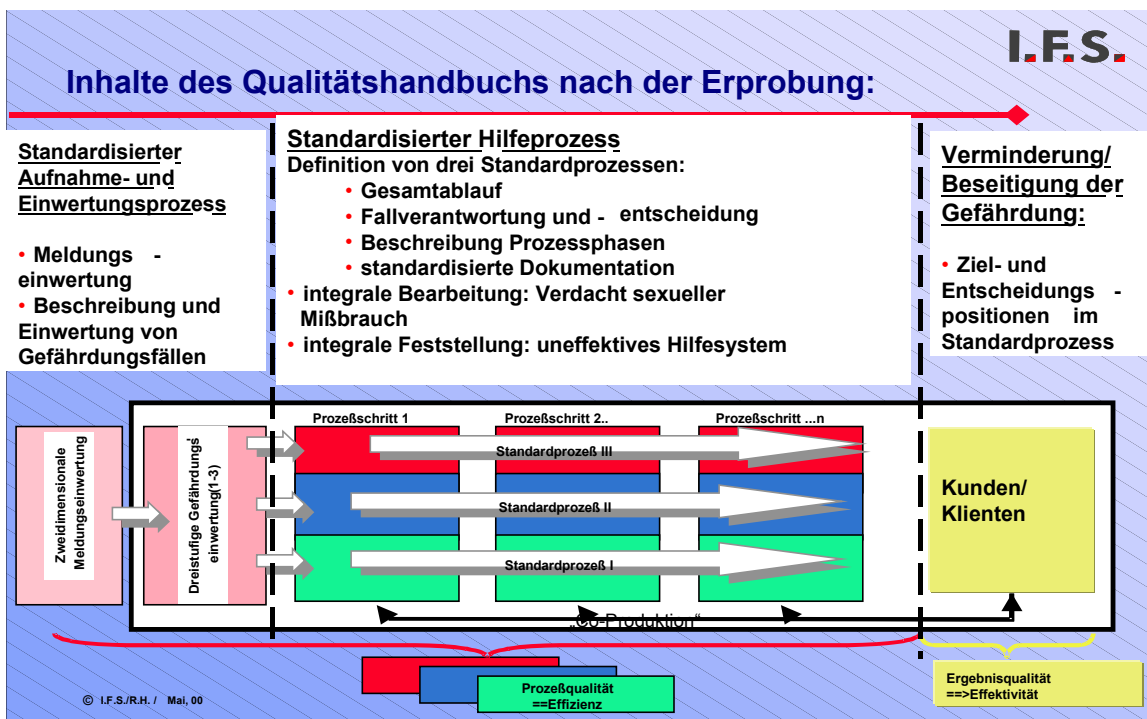 I.F.S.
Inhalte des Qualitätshandbuchs nach der Erprobung:
Standardisierter
Aufnahme- und
Einwertungsprozess
• Meldungs -
einwertung
• Beschreibung und
Einwertung von
Gefährdungsfällen
Standardisierter Hilfeprozess
Definition von drei Standardprozessen:
• Gesamtablauf
• Fallverantwortung und - entscheidung
• Beschreibung Prozessphasen
• standardisierte Dokumentation
• integrale Bearbeitung: Verdacht sexueller
Mißbrauch
• integrale Feststellung: uneffektives Hilfesystem
Verminderung/
Beseitigung der
Gefährdung:
• Ziel- und
Entscheidungs -
positionen im
Standardprozess
Zweidimensionale
Meldungseinwertung
Dreistufige Gefährdungs
einwertung(1-3)
Prozeßschritt 1
Prozeßschritt 2..
Prozeßschritt ...n
Standardprozeß III
Standardprozeß II
Standardprozeß I
Kunden/
Klienten
„Co-Produktion“
Prozeßqualität
==Effizienz
Ergebnisqualität
==>Effektivität
© I.F.S./R.H. / Mai, 00